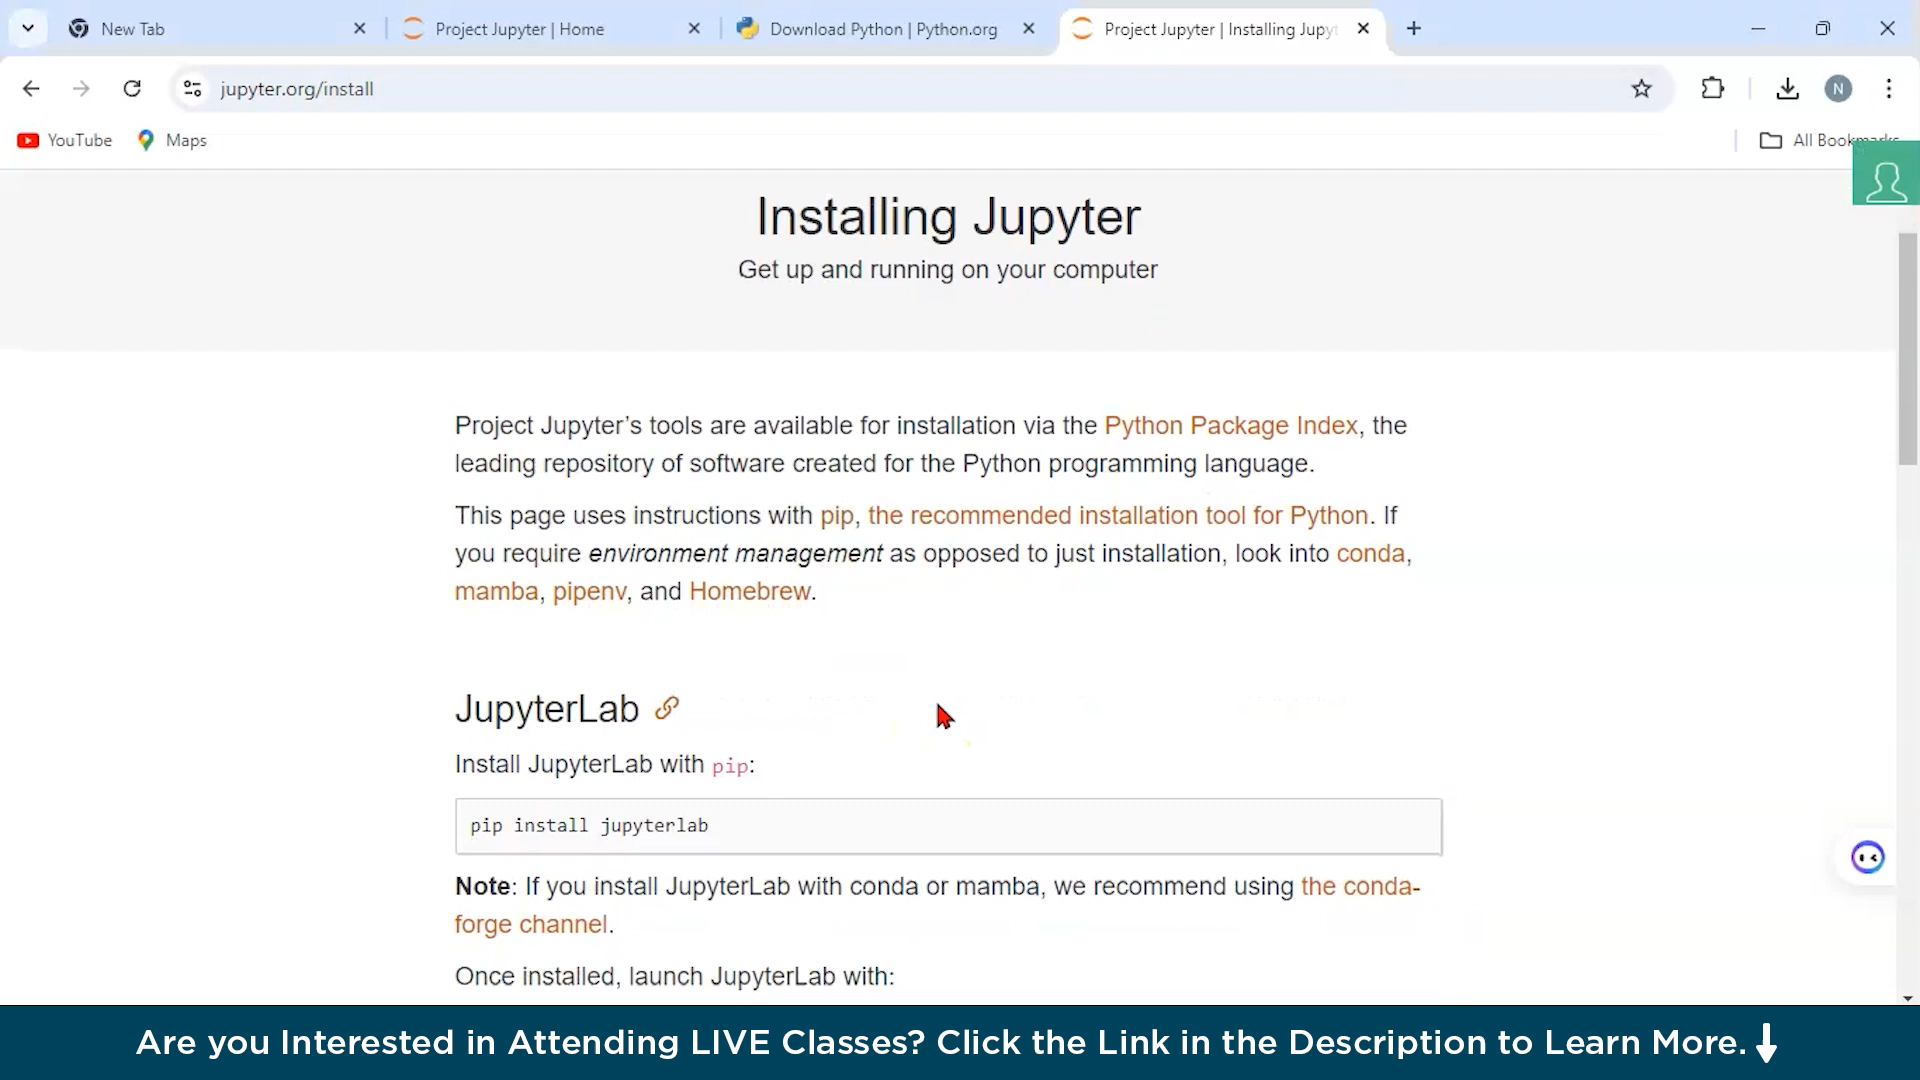 New Tab
Project Jupyter | Home
Download Python | Python.org
Project Jupyter | Installing Jupyt
jupyter.org/install
N
YouTube
Maps
All Bookmarks
Installing Jupyter
Get up and running on your computer
Project Jupyter’s tools are available for installation via the Python Package Index, the
leading repository of software created for the Python programming language.
This page uses instructions with pip, the recommended installation tool for Python. If
you require environment management as opposed to just installation, look into conda,
mamba, pipenv, and Homebrew.
JupyterLab
Install JupyterLab with pip:
pip install jupyterlab
Note: If you install JupyterLab with conda or mamba, we recommend using the conda-
forge channel.
Once installed, launch JupyterLab with:
Are you Interested in Attending LIVE Classes? Click the Link in the Description to Learn More.